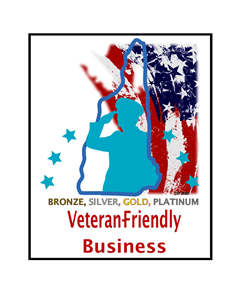 BRONZE, SILVER, GOLD, PLATINUM
Veteran-Friendly
Business